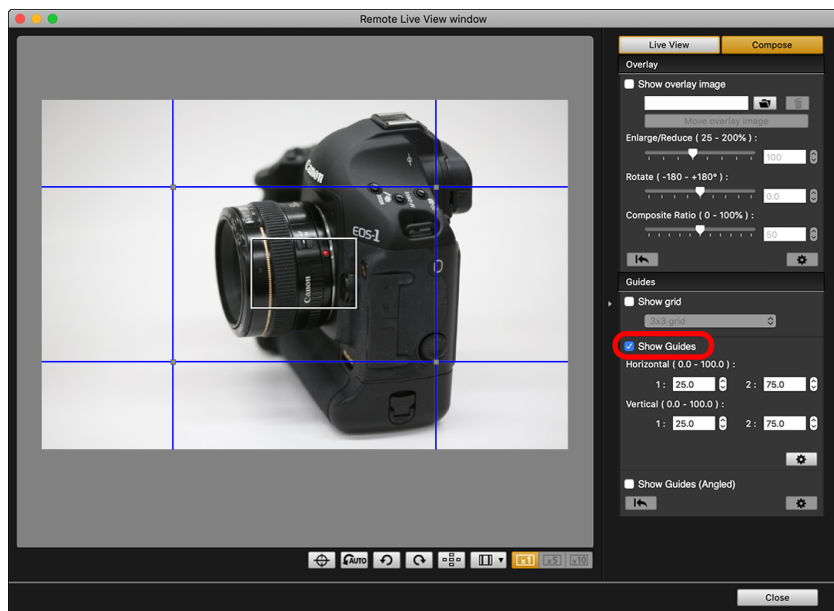 Remote Live View window
Live View
Compose
Overlay
Show overlay image
Move overlay image
Enlarge/Reduce ( 25 - 200% ) :
100
Rotate ( -180 - +180° ) :
0.0
Composite Ratio ( 0 - 100% ) :
50
Guides
Show grid
3x3 grid
Show Guides
Horizontal ( 0.0 - 100.0 ) :
1 : 25.0 2 : 75.0
Vertical ( 0.0 - 100.0 ) :
1 : 25.0 2 : 75.0
Show Guides (Angled)
Canon
EOS-1
Canon
AUTO
x1 x5 x10
Close